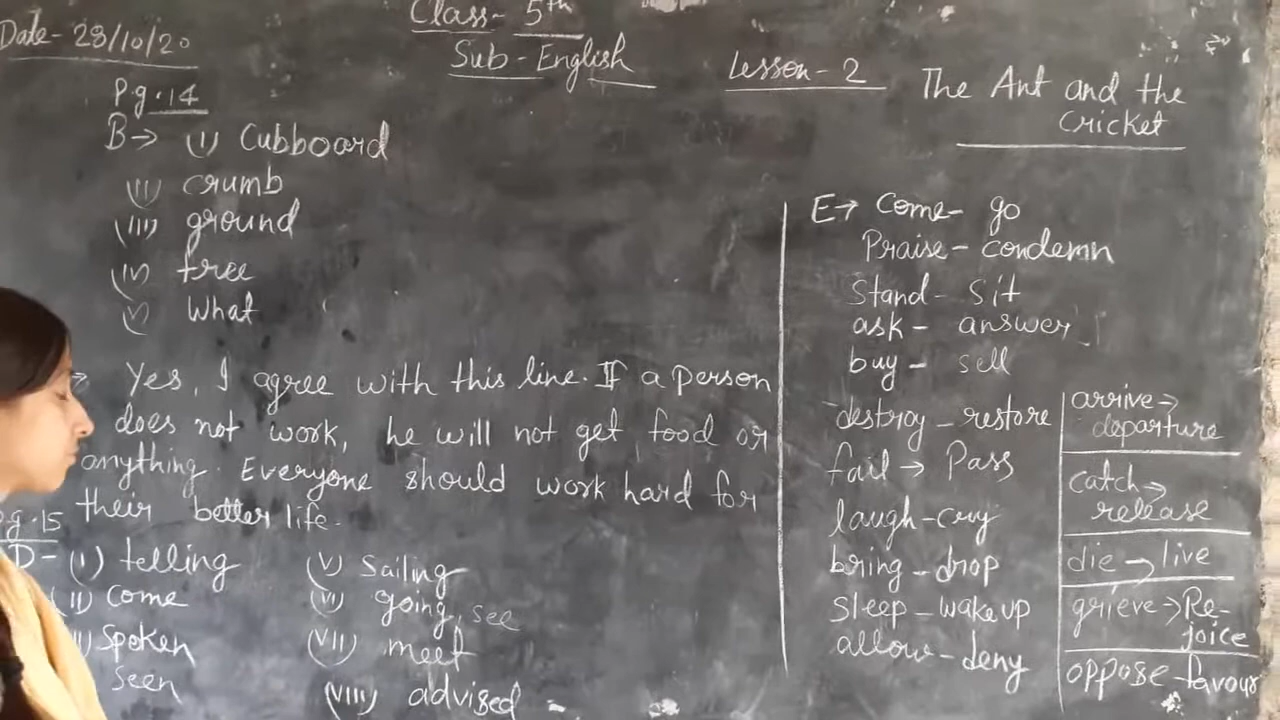 Date- 28/10/20
Class- 5th
Sub- English
Lesson- 2
The Ant and the
Cricket
Pg. 14
B→ (i) Cubboard
(ii) crumb
(iii) ground
(iv) tree
(v) What
Yes, I agree with this line. If a person
does not work, he will not get food or
anything. Everyone should work hard for
their better life.
Pg. 15
D- (i) telling
(ii) Come
Spoken
seen
(v) Sailing
(vi) going, see
(vii) meet
(viii) advised
E→ Come- go
Praise- condemn
Stand- Sit
ask- answer
buy- sell
destroy- restore
fail → Pass
laugh-cry
bring- drop
sleep- wake up
allow- deny
arrive→
departure
catch→
release
die → live
grieve → Re-
joice
oppose- favour